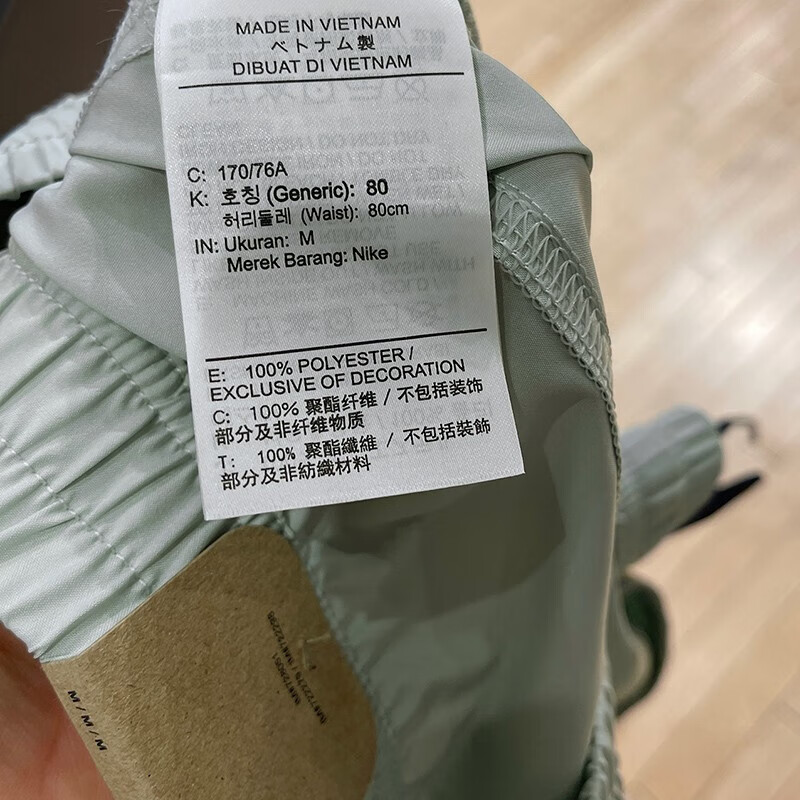 MADE IN VIETNAM
ベトナム製
DIBUAT DI VIETNAM
C: 170/76A
K: 호칭 (Generic): 80
허리둘레 (Waist): 80cm
IN: Ukuran: M
Merek Barang: Nike
E: 100% POLYESTER /
EXCLUSIVE OF DECORATION
C: 100% 聚酯纤维 / 不包括装饰
部分及非纤维物质
T: 100% 聚酯纖維 / 不包括裝飾
部分及非紡織材料
M / M / M